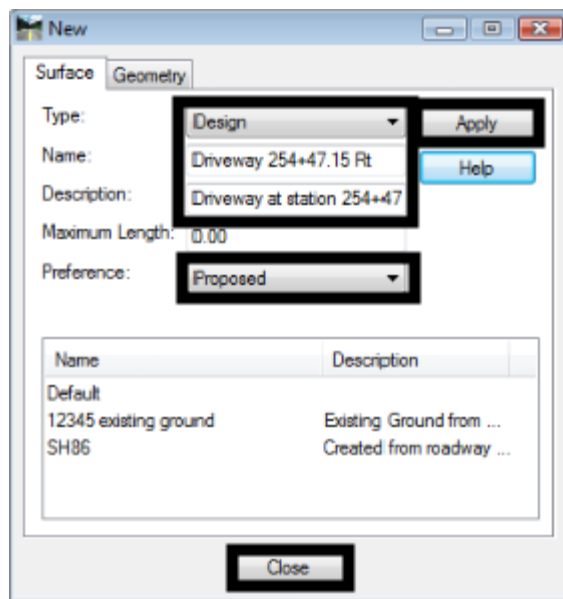 New
Surface Geometry
Type: Design Apply
Name: Driveway 254+47.15 Rt Help
Description: Driveway at station 254+47
Maximum Length: 0.00
Preference: Proposed
Name Description
Default
12345 existing ground Existing Ground from ...
SH86 Created from roadway ...
Close